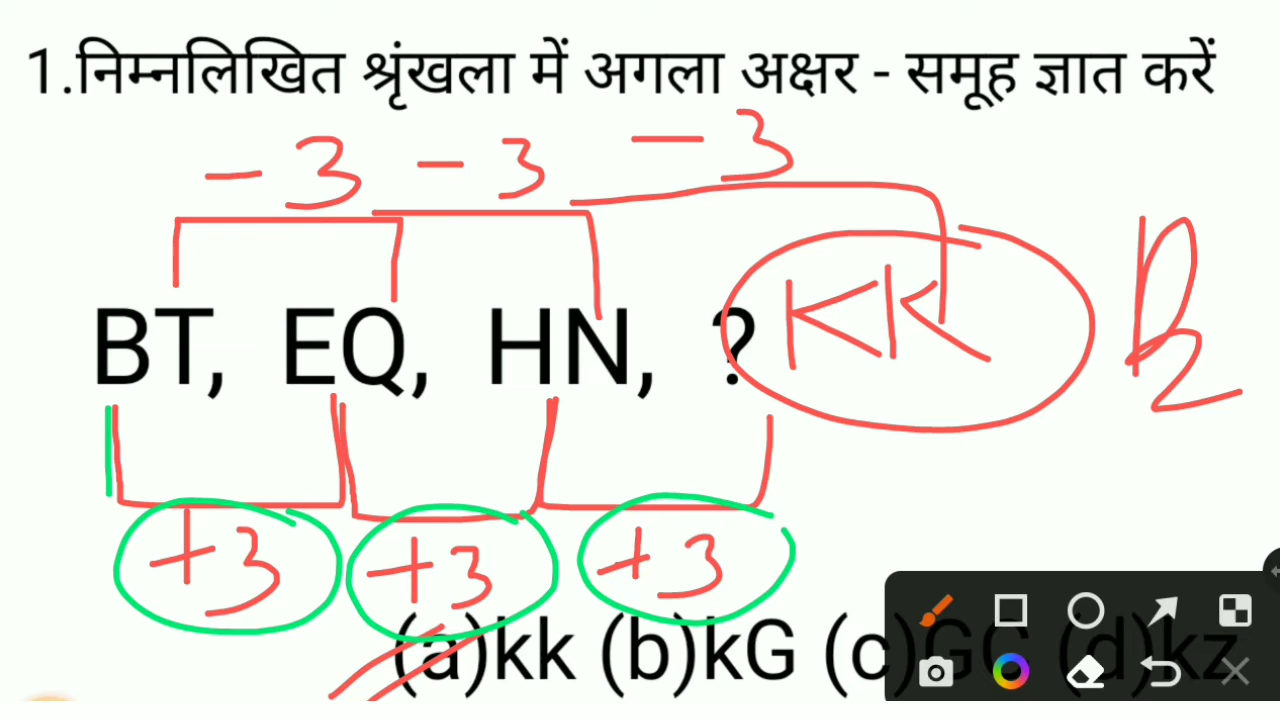 1.निम्नलिखित श्रृंखला में अगला अक्षर - समूह ज्ञात करें
-3 -3 -3
BT, EQ, HN, ? KK
+3 +3 +3
(a)kk (b)kG (c)GC (d)kz